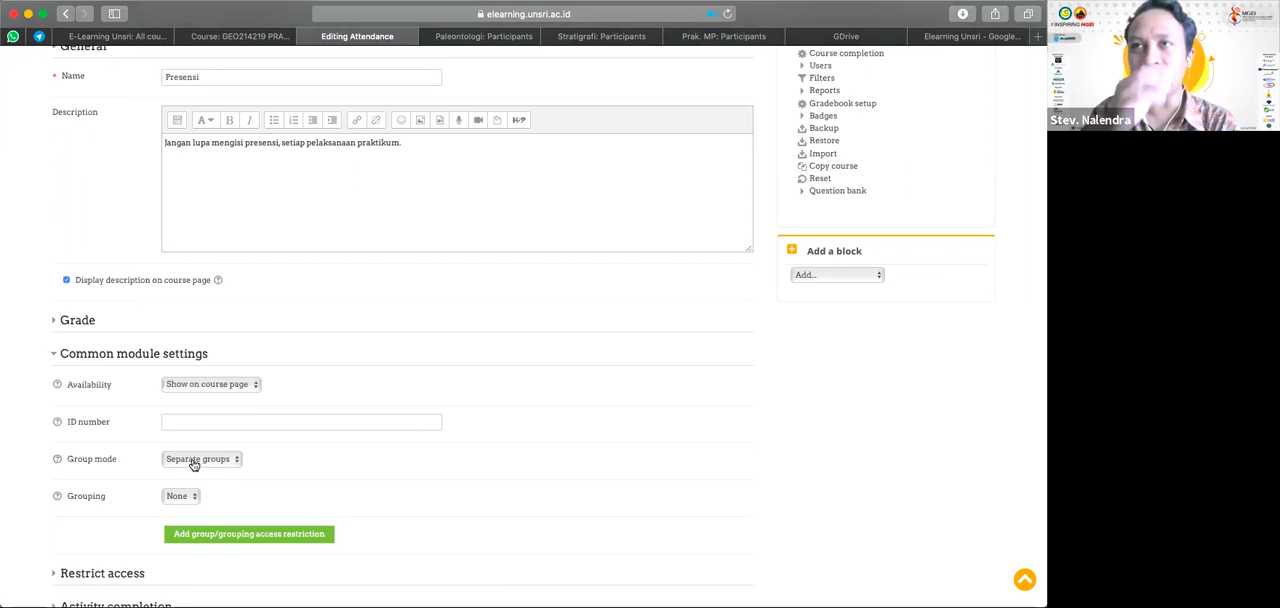 elearning.unsri.ac.id
E-Learning Unsri: All cou...
Course: GEO214219 PRA...
Editing Attendance
Paleontologi: Participants
Stratigrafi: Participants
Prak. MP: Participants
GDrive
Elearning Unsri - Google...
General
* Name
Presensi
Description
A B I
H-P
Jangan lupa mengisi presensi, setiap pelaksanaan praktikum.
Display description on course page
Grade
Common module settings
Availability
Show on course page
ID number
Group mode
Separate groups
Grouping
None
Add group/grouping access restriction
Restrict access
Activity completion
Course completion
Users
Filters
Reports
Gradebook setup
Badges
Backup
Restore
Import
Copy course
Reset
Question bank
Add a block
Add...
#INSPIRING MGEI
MGEI
Stev. Nalendra